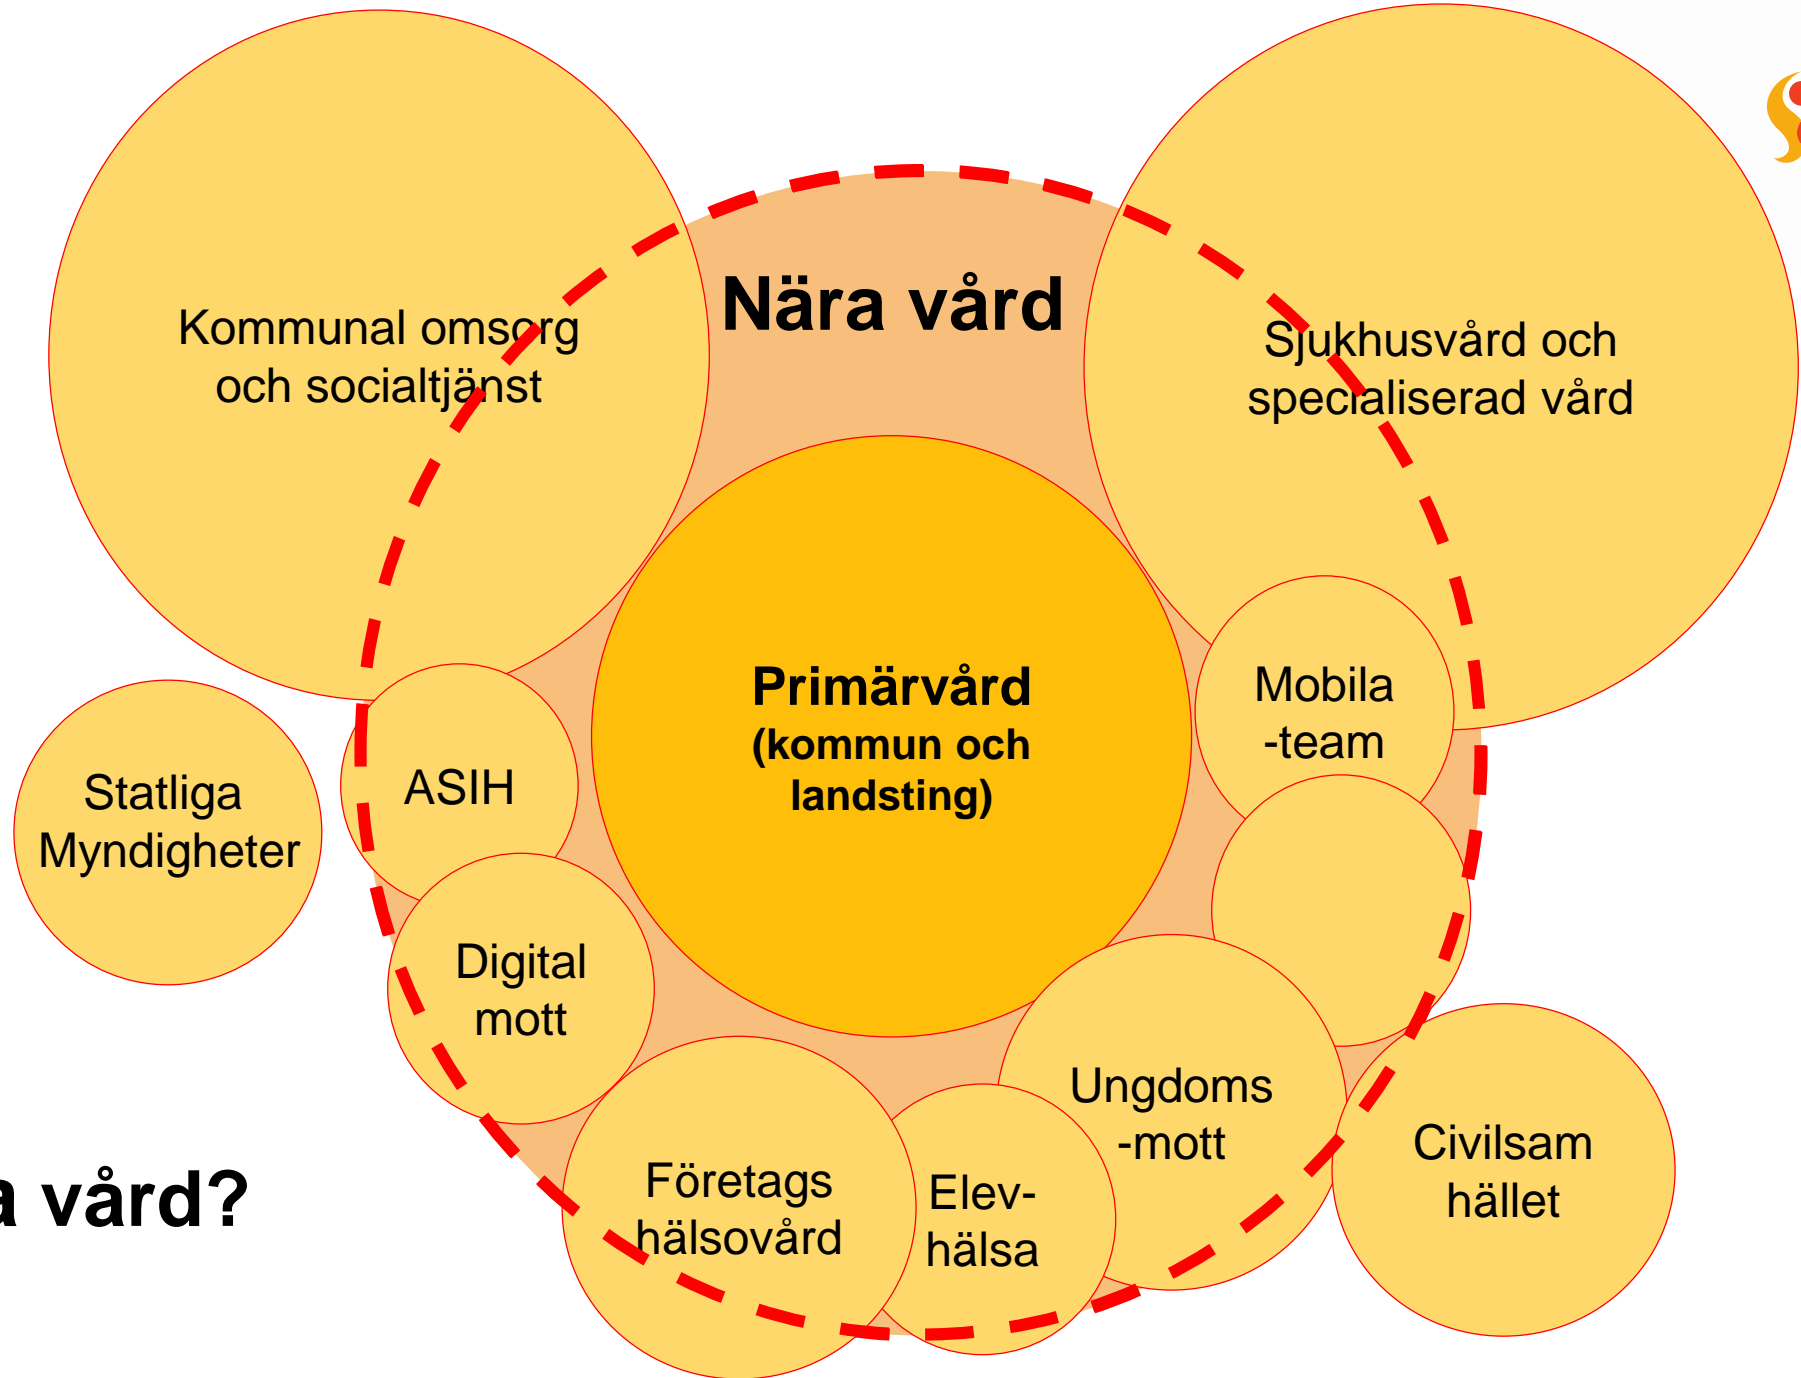 Nära vård
Kommunal omsorg
och socialtjänst
Sjukhusvård och
specialiserad vård
Primärvård
(kommun och
landsting)
Mobila
-team
Statliga
Myndigheter
ASIH
Digital
mott
Ungdoms
-mott
Civilsam
hället
Företags
hälsovård
Elev-
hälsa
vård?